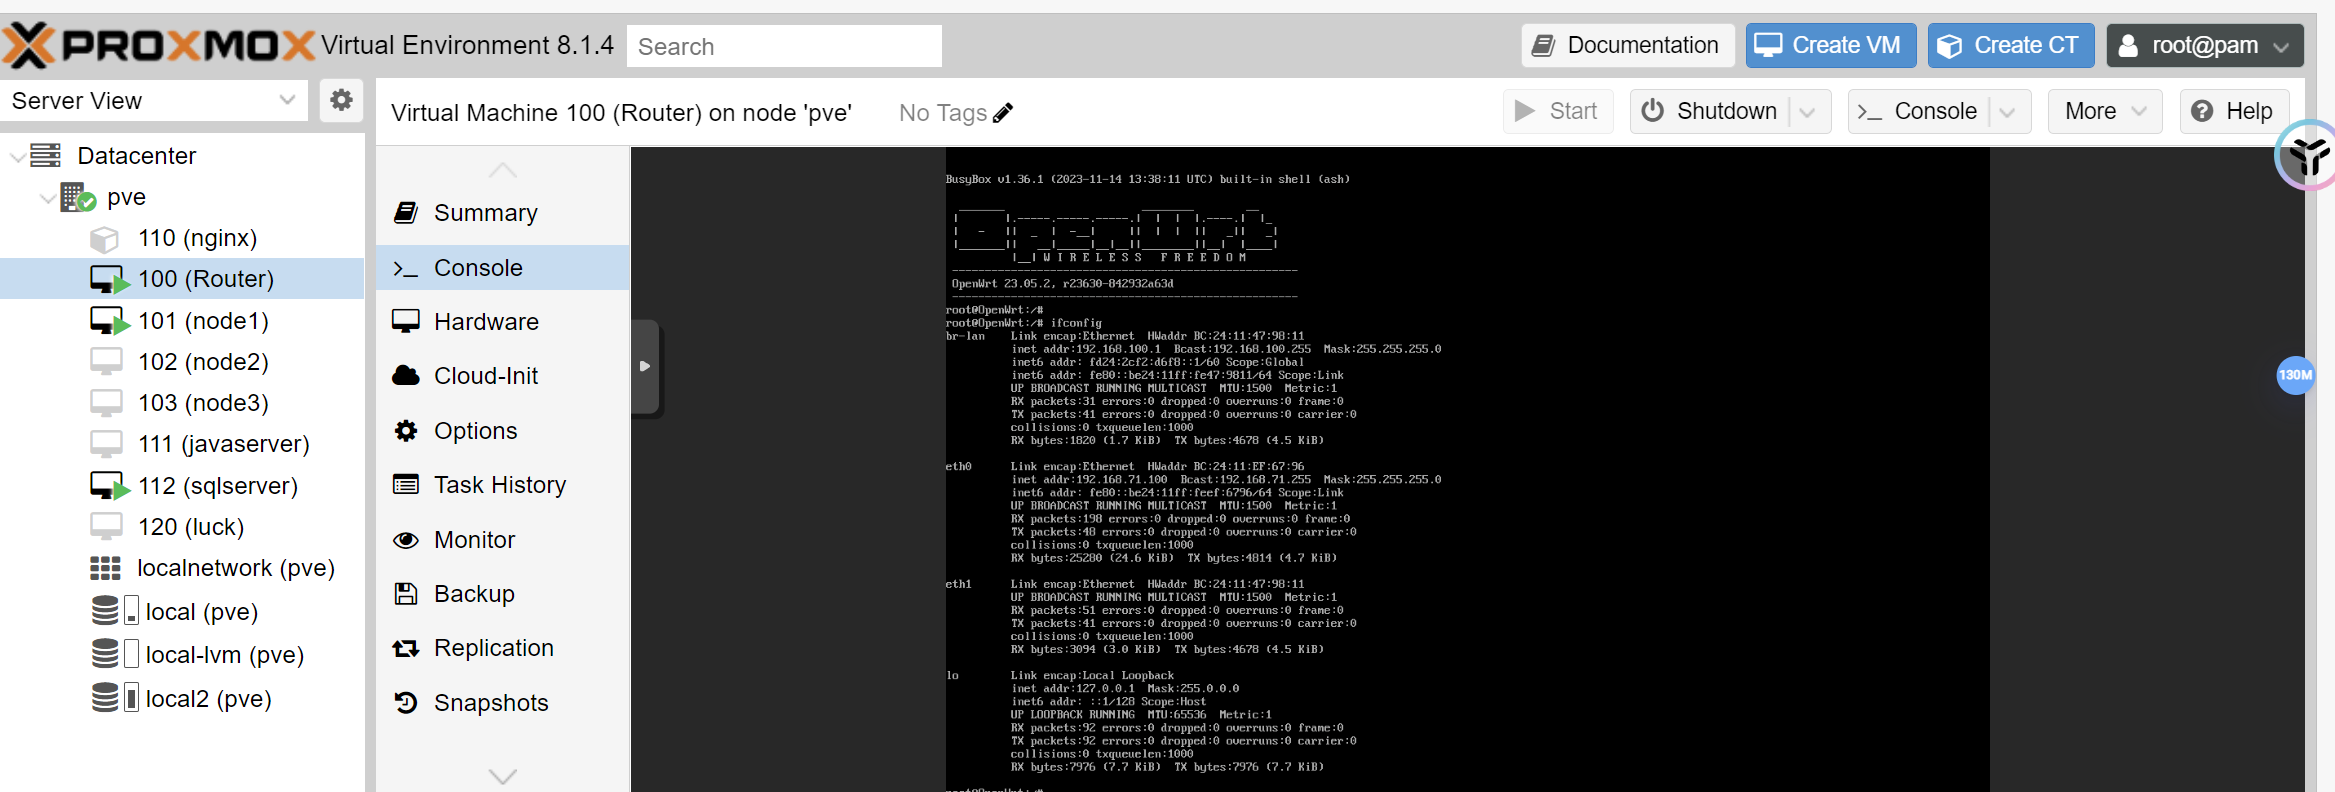 PROXMOX Virtual Environment 8.1.4 Search Documentation Create VM Create CT root@pam
Server View
Virtual Machine 100 (Router) on node 'pve' No Tags Start Shutdown Console More Help
Datacenter
pve
110 (nginx)
100 (Router)
101 (node1)
102 (node2)
103 (node3)
111 (javaserver)
112 (sqlserver)
120 (luck)
localnetwork (pve)
local (pve)
local-lvm (pve)
local2 (pve)
Summary
Console
Hardware
Cloud-Init
Options
Task History
Monitor
Backup
Replication
Snapshots
BusyBox v1.36.1 (2023-11-14 13:38:11 UTC) built-in shell (ash)
OpenWrt
W I R E L E S S   F R E E D O M
-----------------------------------------------------
OpenWrt 23.05.2, r23630-842932a63d
-----------------------------------------------------
root@OpenWrt:/#
root@OpenWrt:/# ifconfig
br-lan Link encap:Ethernet HWaddr BC:24:11:47:98:11
inet addr:192.168.100.1 Bcast:192.168.100.255 Mask:255.255.255.0
inet6 addr: fd24:2cf2:d6f8::1/60 Scope:Global
inet6 addr: fe80::be24:11ff:fe47:9811/64 Scope:Link
UP BROADCAST RUNNING MULTICAST MTU:1500 Metric:1
RX packets:31 errors:0 dropped:0 overruns:0 frame:0
TX packets:41 errors:0 dropped:0 overruns:0 carrier:0
collisions:0 txqueuelen:1000
RX bytes:1820 (1.7 KiB) TX bytes:4678 (4.5 KiB)
eth0 Link encap:Ethernet HWaddr BC:24:11:EF:67:96
inet addr:192.168.71.100 Bcast:192.168.71.255 Mask:255.255.255.0
inet6 addr: fe80::be24:11ff:feef:6796/64 Scope:Link
UP BROADCAST RUNNING MULTICAST MTU:1500 Metric:1
RX packets:198 errors:0 dropped:0 overruns:0 frame:0
TX packets:48 errors:0 dropped:0 overruns:0 carrier:0
collisions:0 txqueuelen:1000
RX bytes:25280 (24.6 KiB) TX bytes:4814 (4.7 KiB)
eth1 Link encap:Ethernet HWaddr BC:24:11:47:98:11
UP BROADCAST RUNNING MULTICAST MTU:1500 Metric:1
RX packets:51 errors:0 dropped:0 overruns:0 frame:0
TX packets:41 errors:0 dropped:0 overruns:0 carrier:0
collisions:0 txqueuelen:1000
RX bytes:3094 (3.0 KiB) TX bytes:4678 (4.5 KiB)
lo Link encap:Local Loopback
inet addr:127.0.0.1 Mask:255.0.0.0
inet6 addr: ::1/128 Scope:Host
UP LOOPBACK RUNNING MTU:65536 Metric:1
RX packets:92 errors:0 dropped:0 overruns:0 frame:0
TX packets:92 errors:0 dropped:0 overruns:0 carrier:0
collisions:0 txqueuelen:1000
RX bytes:7976 (7.7 KiB) TX bytes:7976 (7.7 KiB)
root@OpenWrt:/#
130M